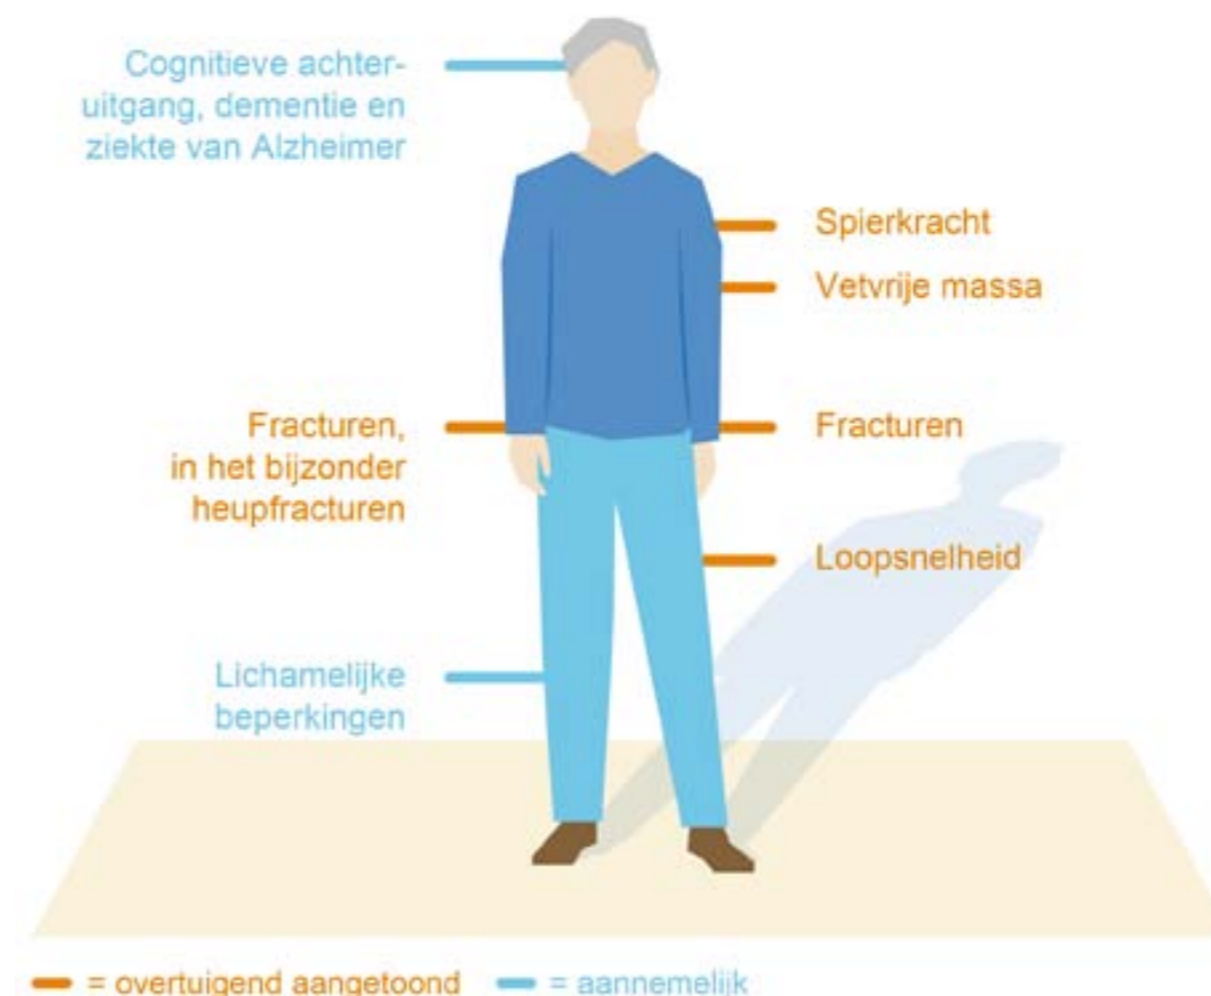 Cognitieve achter-
uitgang, dementie en
ziekte van Alzheimer
Spierkracht
Vetvrije massa
Fracturen,
in het bijzonder
heupfracturen
Fracturen
Loopsnelheid
Lichamelijke
beperkingen
= overtuigend aangetoond
= aannemelijk